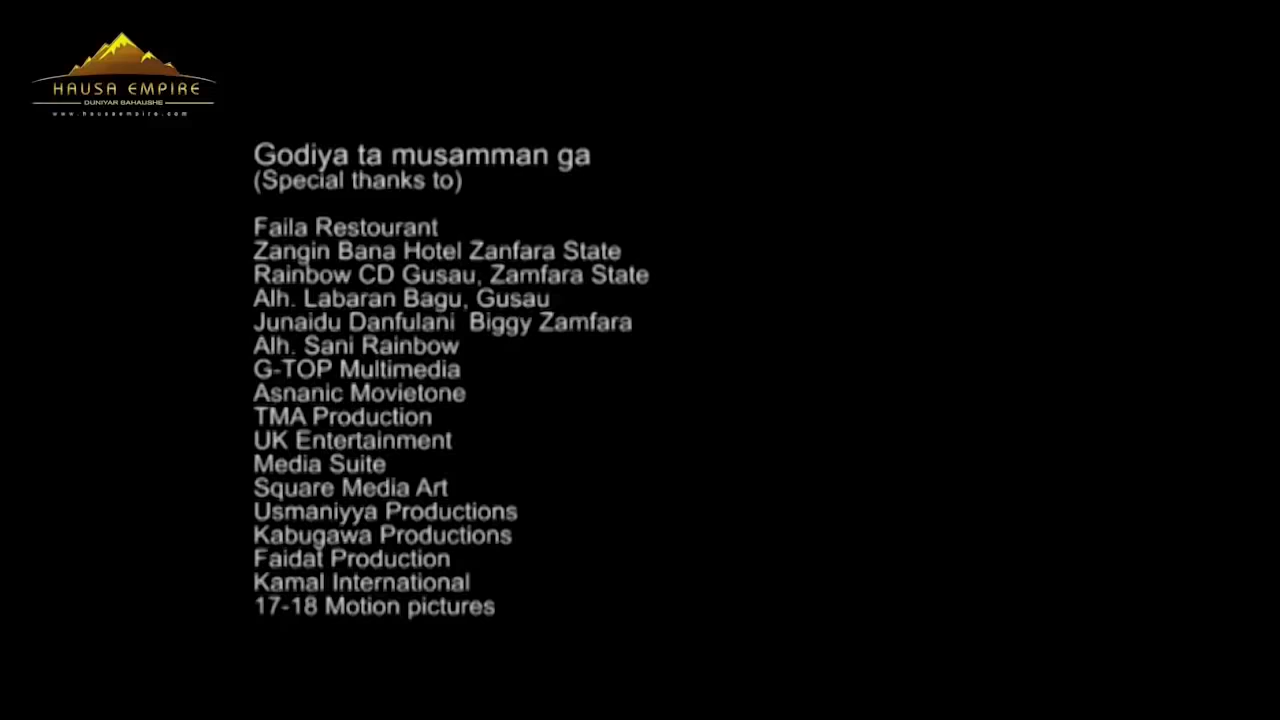 HAUSA EMPIRE
DUNIYAR BAHAUSHE
www.hausaempire.com
Godiya ta musamman ga
(Special thanks to)
Faila Restourant
Zangin Bana Hotel Zanfara State
Rainbow CD Gusau, Zamfara State
Alh. Labaran Bagu, Gusau
Junaidu Danfulani Biggy Zamfara
Alh. Sani Rainbow
G-TOP Multimedia
Asnanic Movietone
TMA Production
UK Entertainment
Media Suite
Square Media Art
Usmaniyya Productions
Kabugawa Productions
Faidat Production
Kamal International
17-18 Motion pictures